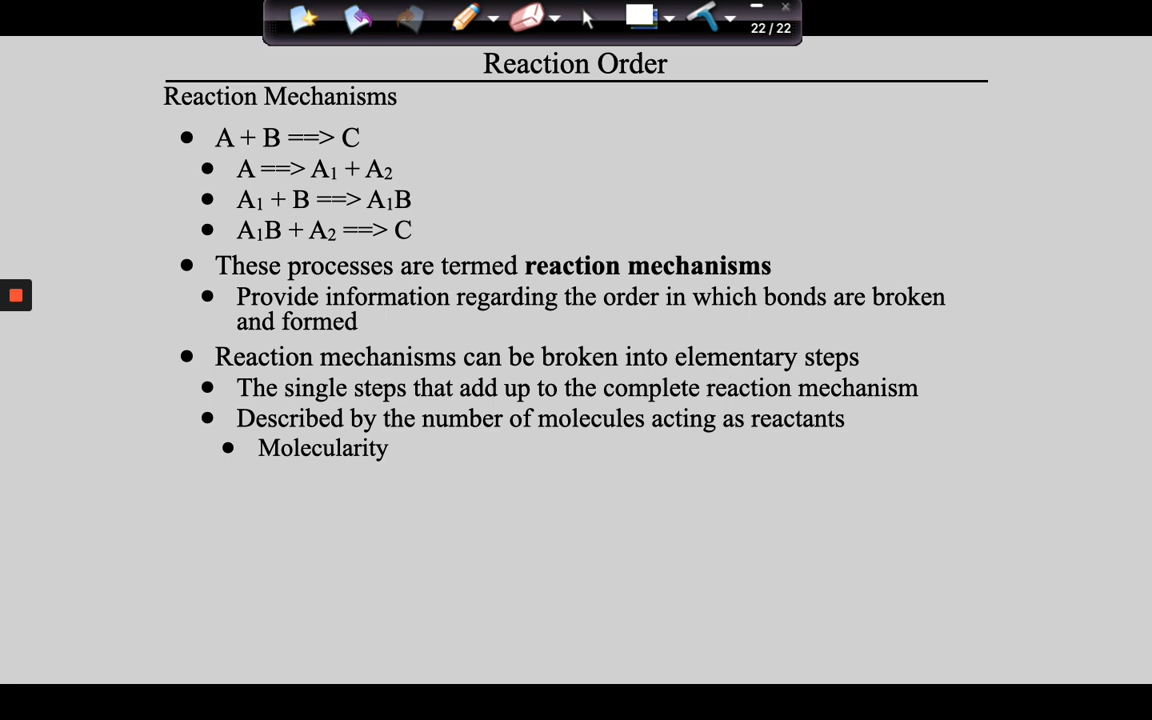 22 / 22
Reaction Order
Reaction Mechanisms
● A + B ==> C
● A ==> A₁ + A₂
● A₁ + B ==> A₁B
● A₁B + A₂ ==> C
● These processes are termed reaction mechanisms
● Provide information regarding the order in which bonds are broken
and formed
● Reaction mechanisms can be broken into elementary steps
● The single steps that add up to the complete reaction mechanism
● Described by the number of molecules acting as reactants
● Molecularity